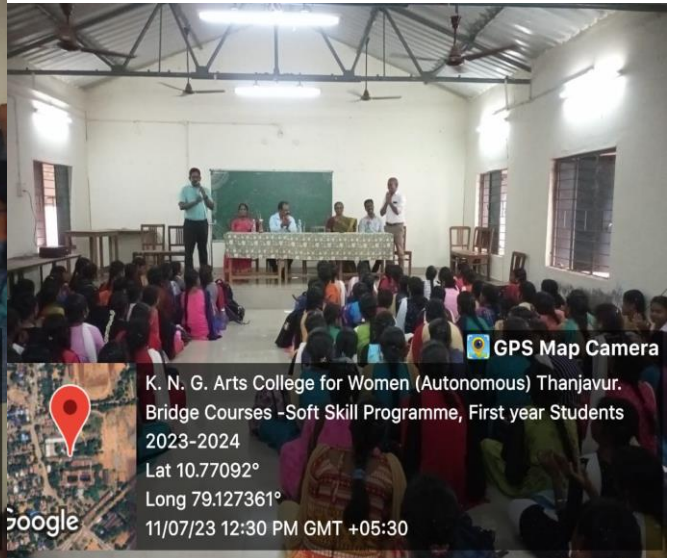 GPS Map Camera
K. N. G. Arts College for Women (Autonomous) Thanjavur.
Bridge Courses -Soft Skill Programme, First year Students
2023-2024
Lat 10.77092°
Long 79.127361°
11/07/23 12:30 PM GMT +05:30
Google